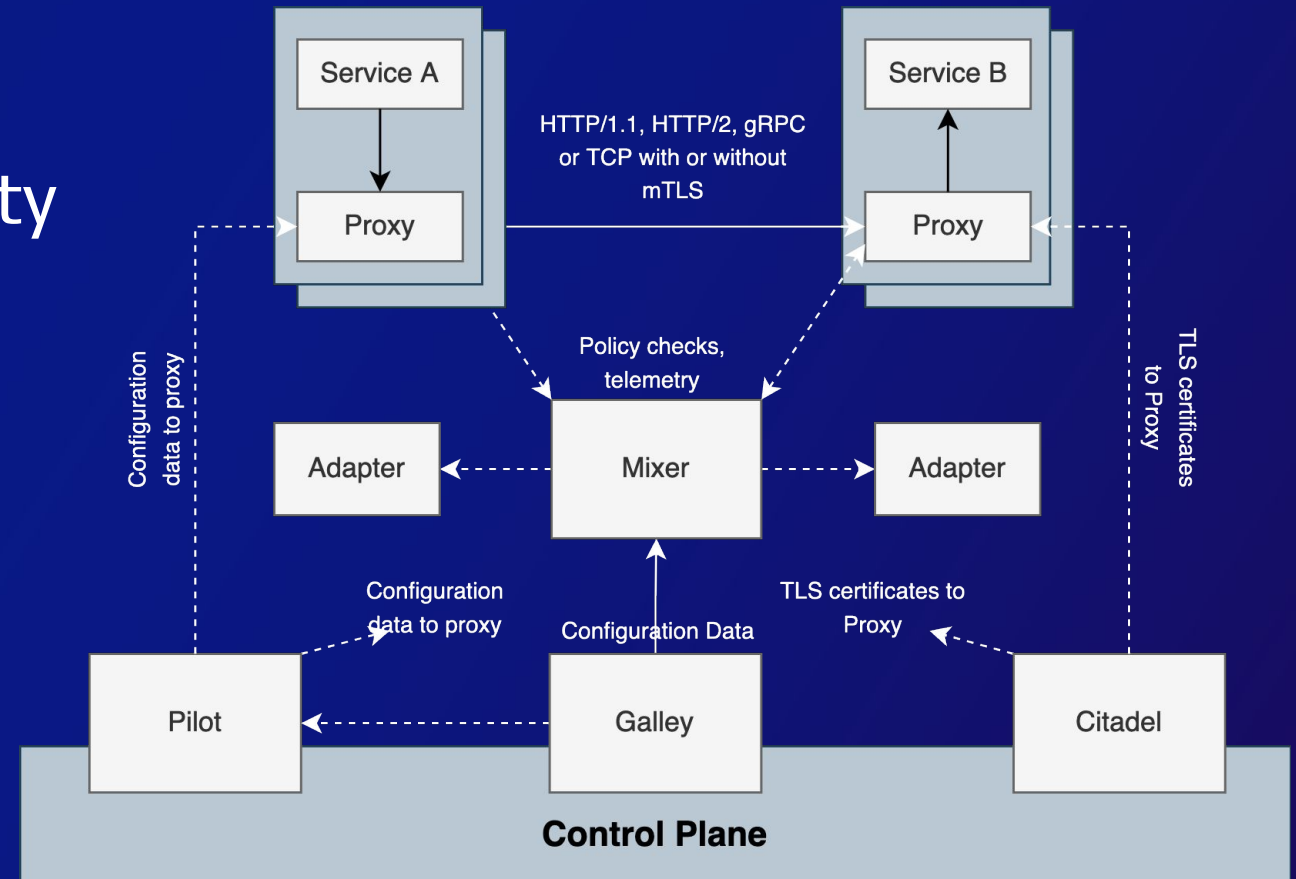 Service A
Service B
HTTP/1.1, HTTP/2, gRPC
or TCP with or without
mTLS
ty
Proxy
Proxy
Policy checks,
telemetry
Configuration
data to proxy
TLS certificates
to Proxy
Adapter
Mixer
Adapter
Configuration
data to proxy
Configuration Data
TLS certificates to
Proxy
Pilot
Galley
Citadel
Control Plane